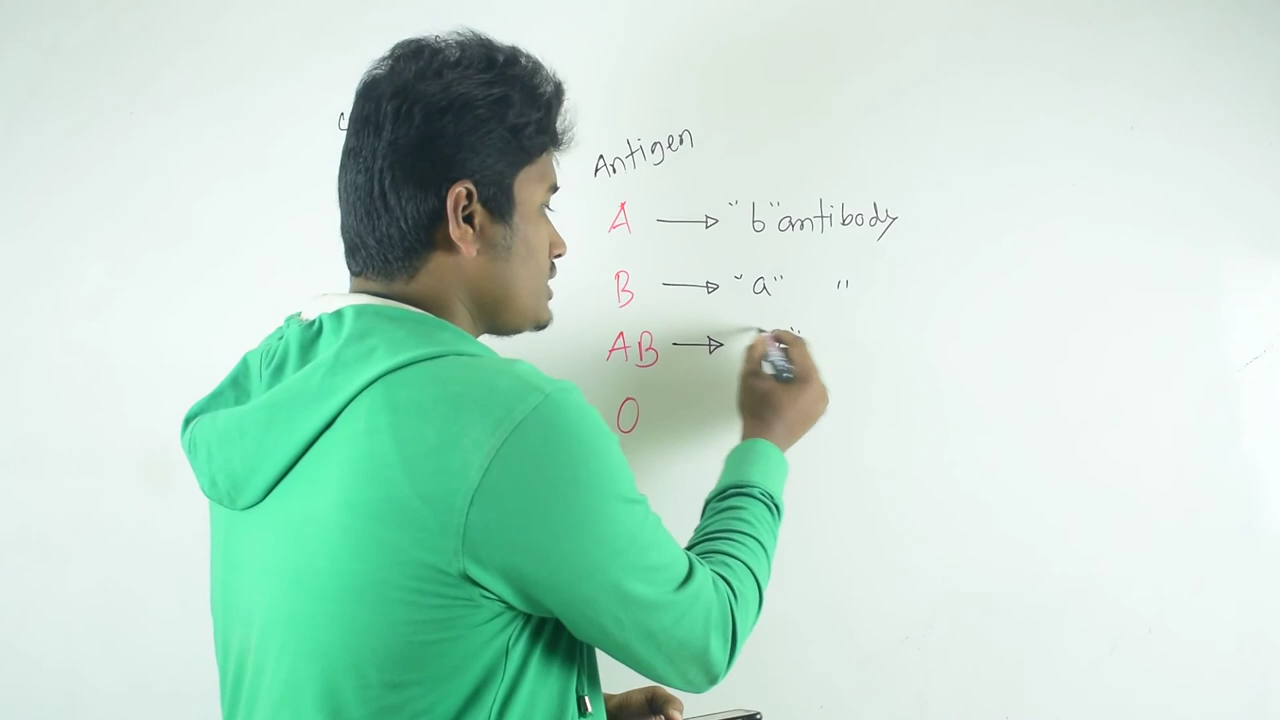 Antigen
A → "b" antibody
B → "a" "
AB →
O